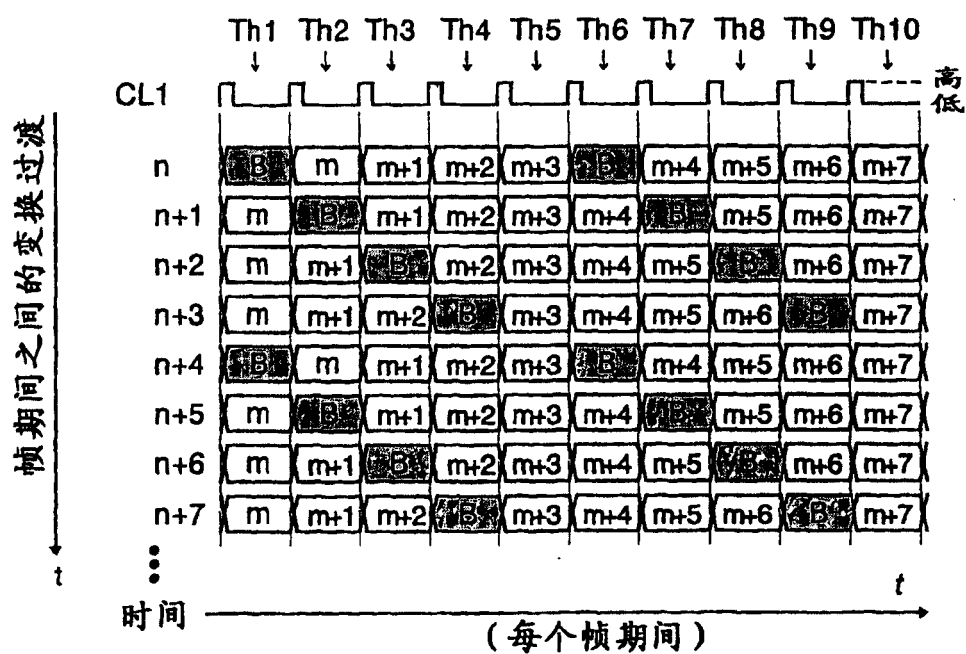 Th1 Th2 Th3 Th4 Th5 Th6 Th7 Th8 Th9 Th10
CL1
高
低
帧期间之间的变换过渡
n B m m+1 m+2 m+3 B m+4 m+5 m+6 m+7
n+1 m B m+1 m+2 m+3 m+4 B m+5 m+6 m+7
n+2 m m+1 B m+2 m+3 m+4 m+5 B m+6 m+7
n+3 m m+1 m+2 B m+3 m+4 m+5 m+6 B m+7
n+4 B m m+1 m+2 m+3 B m+4 m+5 m+6 m+7
n+5 m B m+1 m+2 m+3 m+4 B m+5 m+6 m+7
n+6 m m+1 B m+2 m+3 m+4 m+5 B m+6 m+7
n+7 m m+1 m+2 B m+3 m+4 m+5 m+6 B m+7
t
t
时间
(每个帧期间)